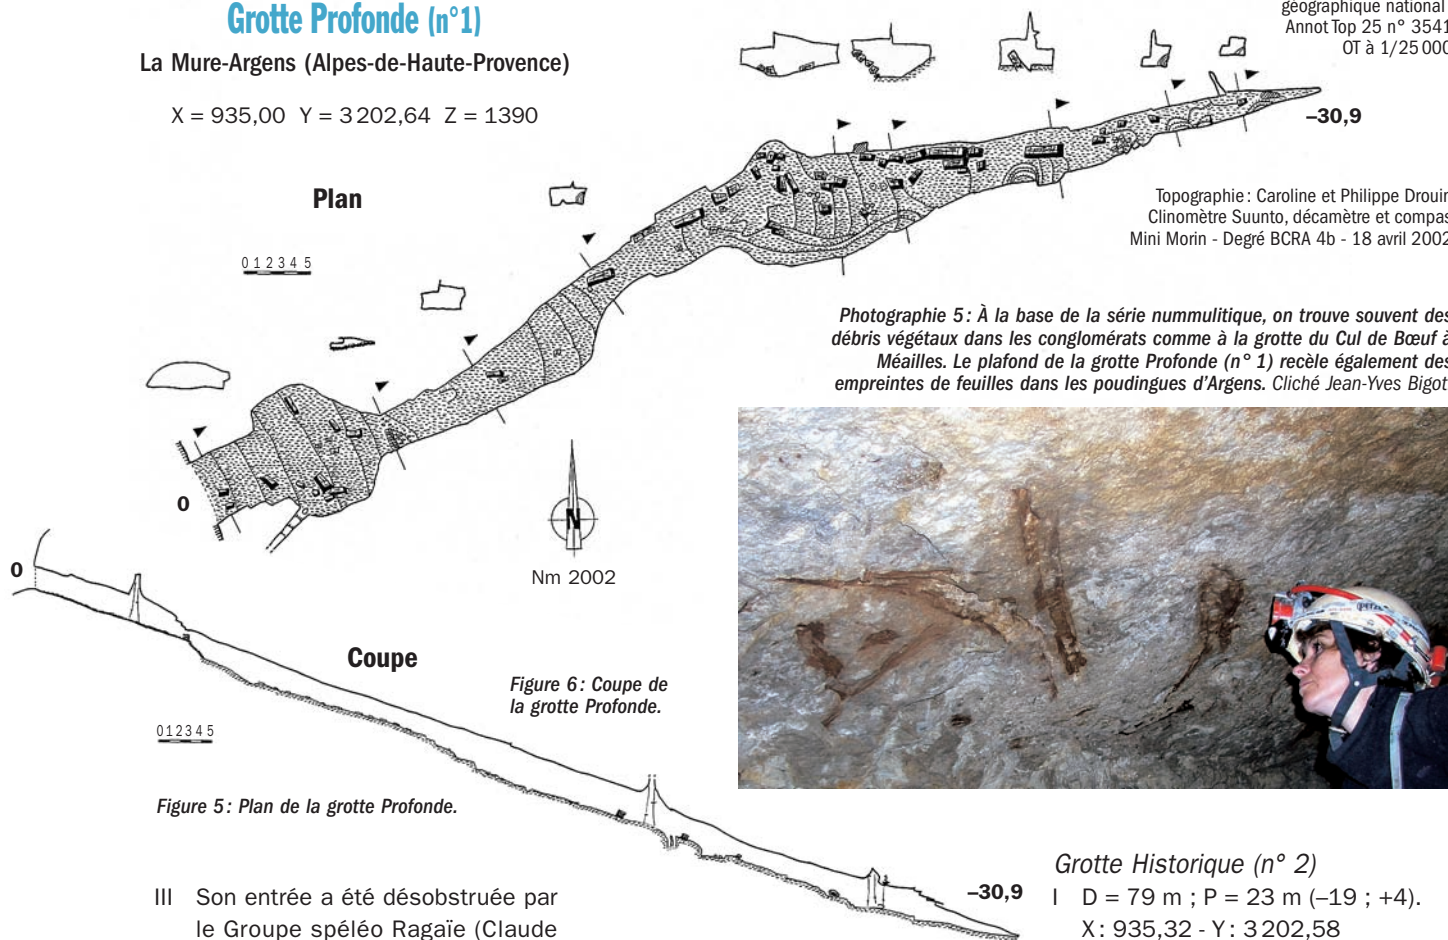 Grotte Profonde (n°1)
La Mure-Argens (Alpes-de-Haute-Provence)
X = 935,00 Y = 3 202,64 Z = 1390
géographique national
Annot Top 25 n° 3541
OT à 1/25 000
–30,9
Plan
0 1 2 3 4 5
Topographie : Caroline et Philippe Drouin
Clinomètre Suunto, décamètre et compas
Mini Morin - Degré BCRA 4b - 18 avril 2002
Photographie 5 : À la base de la série nummulitique, on trouve souvent des
débris végétaux dans les conglomérats comme à la grotte du Cul de Bœuf à
Méailles. Le plafond de la grotte Profonde (n° 1) recèle également des
empreintes de feuilles dans les poudingues d'Argens. Cliché Jean-Yves Bigot
0
N
Nm 2002
0
Coupe
Figure 6 : Coupe de
la grotte Profonde.
0 1 2 3 4 5
Figure 5 : Plan de la grotte Profonde.
–30,9
III Son entrée a été désobstruée par
le Groupe spéléo Ragaïe (Claude
Grotte Historique (n° 2)
I D = 79 m ; P = 23 m (–19 ; +4).
X : 935,32 - Y : 3 202,58